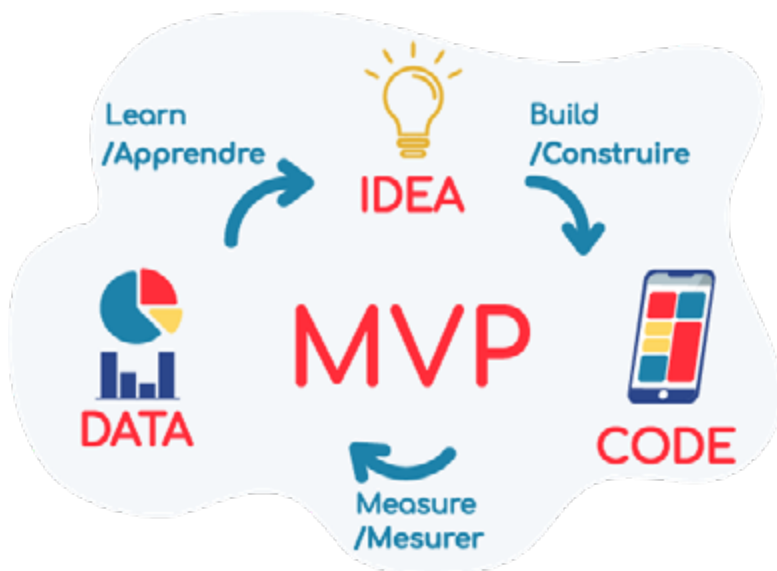 Learn
/Apprendre
Build
/Construire
IDEA
MVP
DATA
CODE
Measure
/Mesurer